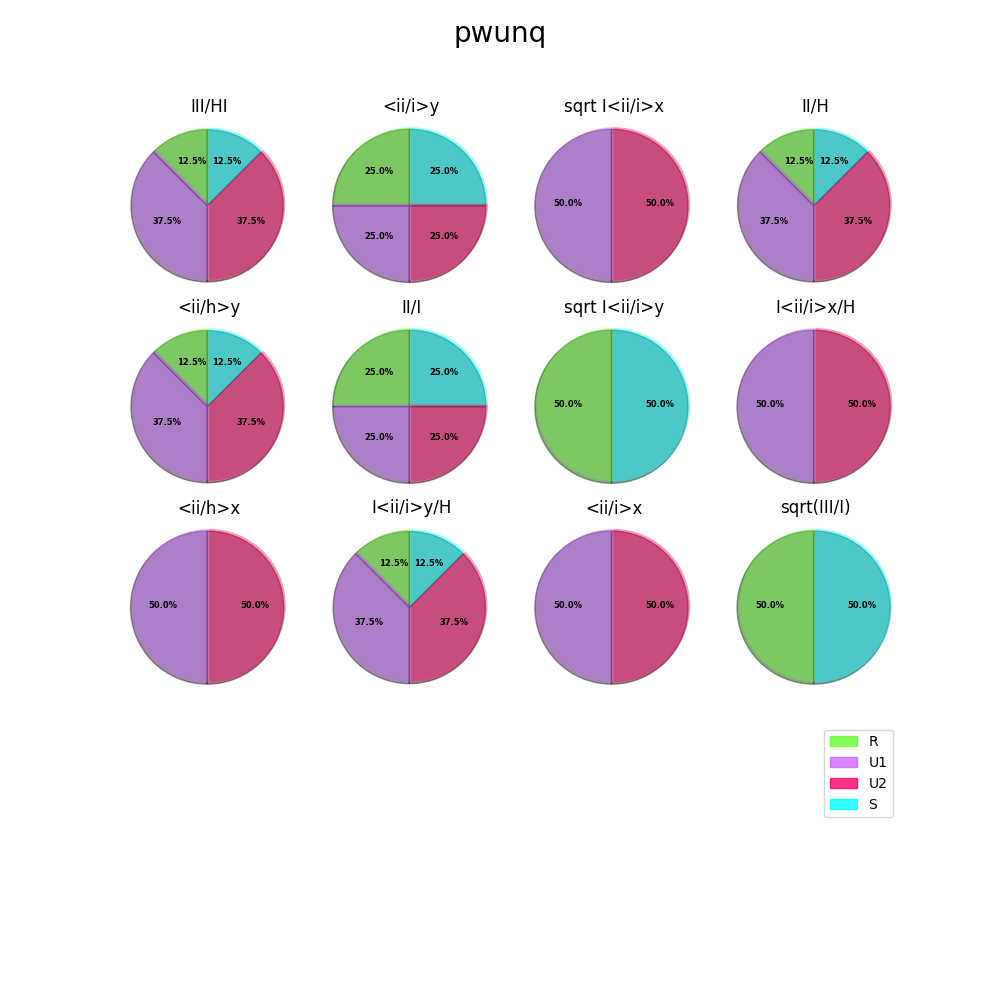 pwunq
III/HI
<ii/i>y
sqrt I<ii/i>x
II/H
12.5% 12.5% 37.5% 37.5%
25.0% 25.0% 25.0% 25.0%
50.0% 50.0%
12.5% 12.5% 37.5% 37.5%
<ii/h>y
II/I
sqrt I<ii/i>y
I<ii/i>x/H
12.5% 12.5% 37.5% 37.5%
25.0% 25.0% 25.0% 25.0%
50.0% 50.0%
50.0% 50.0%
<ii/h>x
I<ii/i>y/H
<ii/i>x
sqrt(III/I)
50.0% 50.0%
12.5% 12.5% 37.5% 37.5%
50.0% 50.0%
50.0% 50.0%
R
U1
U2
S